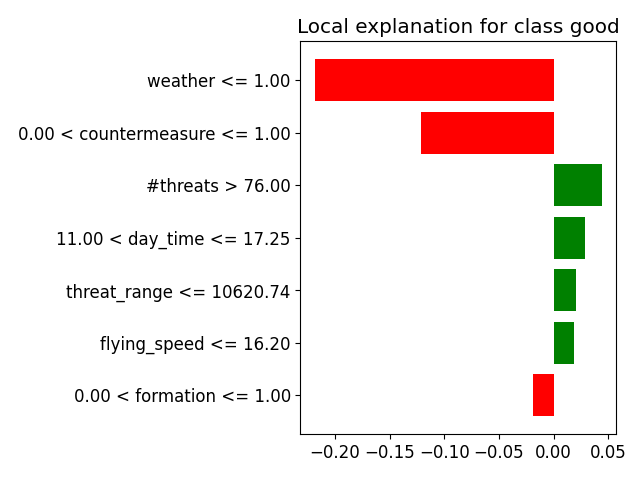 Local explanation for class good
weather <= 1.00
0.00 < countermeasure <= 1.00
#threats > 76.00
11.00 < day_time <= 17.25
threat_range <= 10620.74
flying_speed <= 16.20
0.00 < formation <= 1.00
−0.20 −0.15 −0.10 −0.05 0.00 0.05